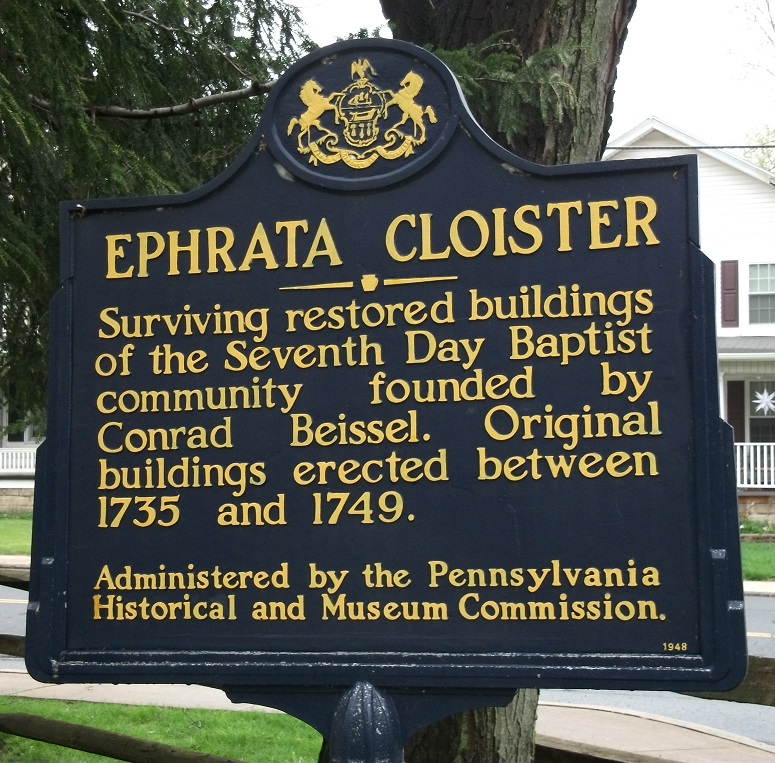 EPHRATA CLOISTER
Surviving restored buildings
of the Seventh Day Baptist
community founded by
Conrad Beissel. Original
buildings erected between
1735 and 1749.
Administered by the Pennsylvania
Historical and Museum Commission.
1948